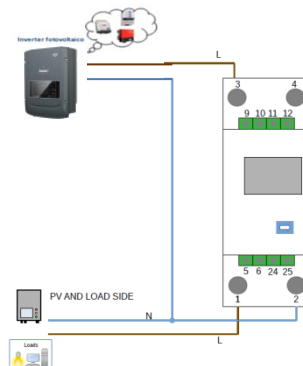 Inverter fotovoltaico
L
3 4
9 10 11 12
5 6 24 25
1 2
PV AND LOAD SIDE
N
L
Loads